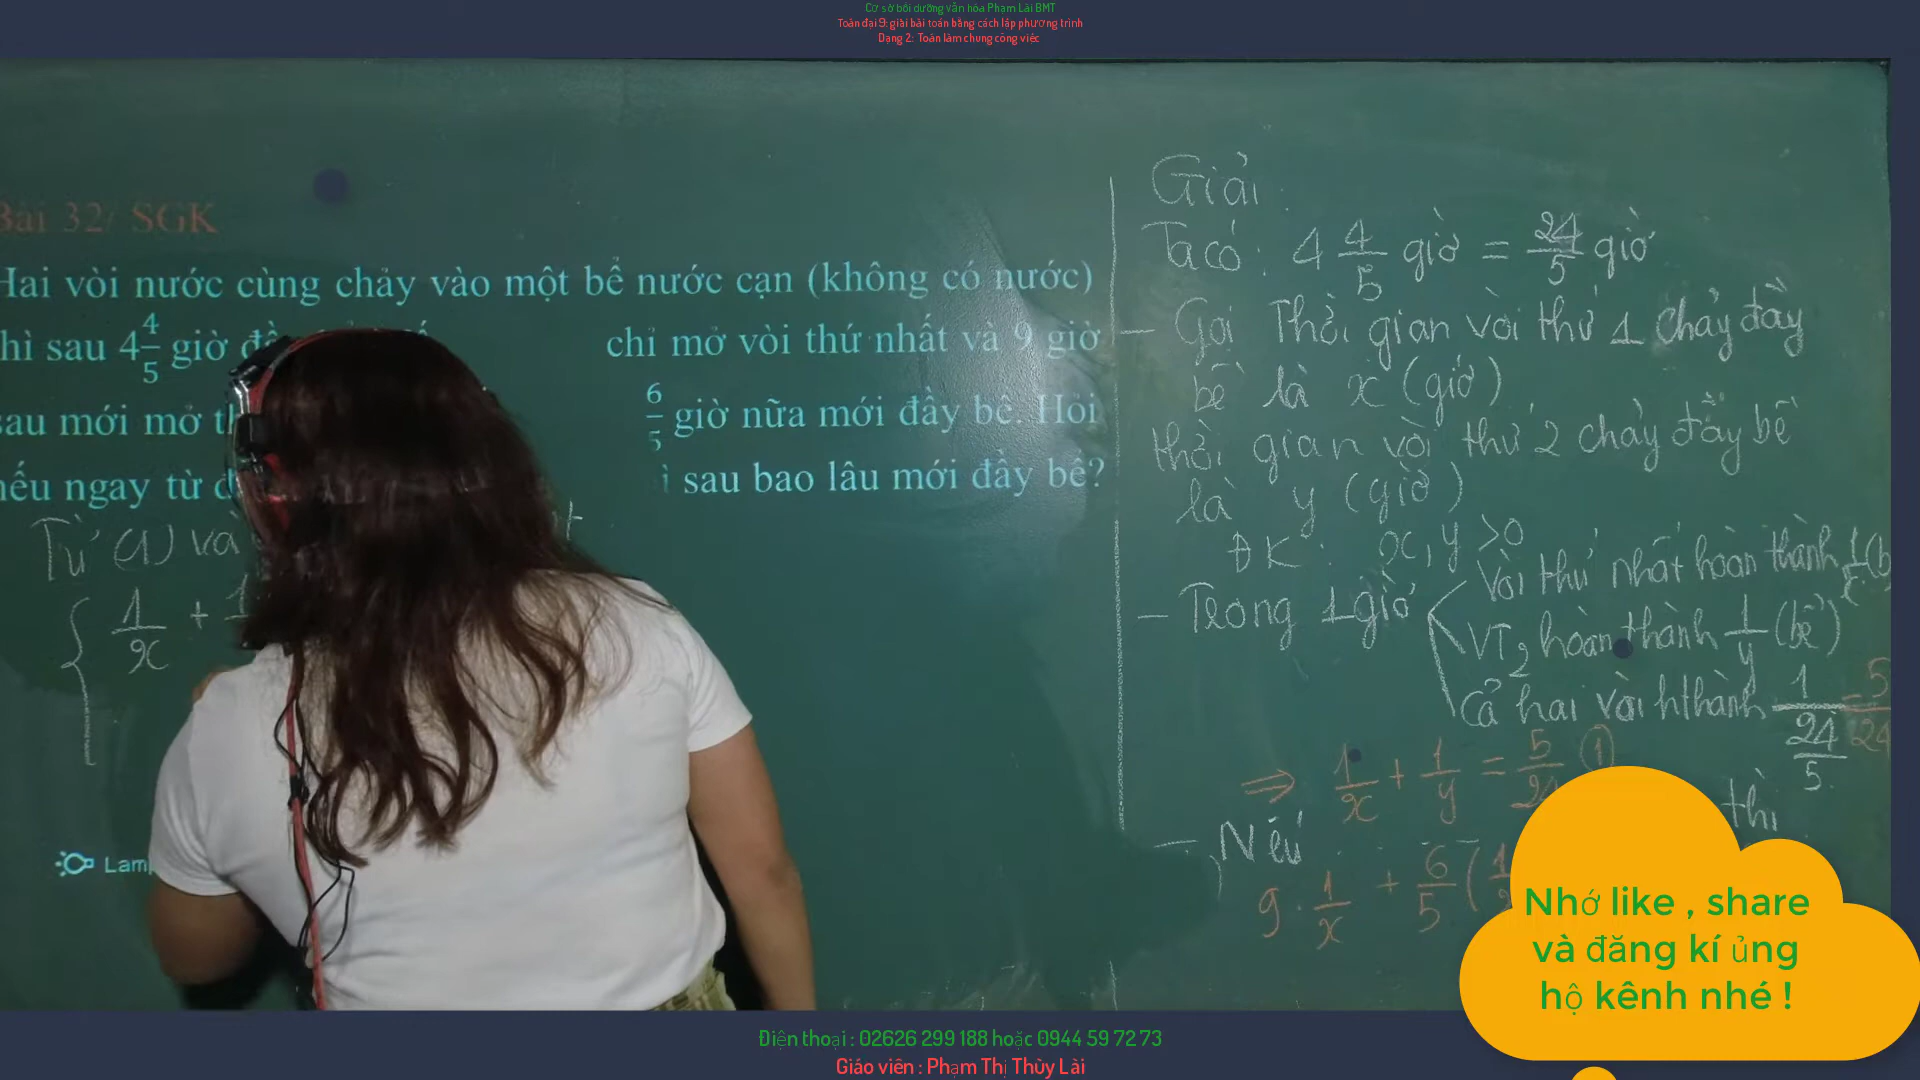 Cơ sở bồi dưỡng văn hóa Phạm Lài BMT
Toán đại 9: giải bài toán bằng cách lập phương trình
Dạng 2: Toán làm chung công việc
Bài 32/ SGK
Hai vòi nước cùng chảy vào một bể nước cạn (không có nước)
thì sau 4 4/5 giờ chỉ mở vòi thứ nhất và 9 giờ
sau mới mở 6/5 giờ nữa mới đầy bể. Hỏi
nếu ngay từ sau bao lâu mới đầy bể?
Từ (1) và
1/x +
Lam
Giải:
Ta có: 4 4/5 giờ = 24/5 giờ
- Gọi Thời gian vòi thứ 1 chảy đầy
bể là x (giờ)
thời gian vòi thứ 2 chảy đầy bể
là y (giờ)
ĐK: x, y >0
- Trong 1 giờ
Vòi thứ nhất hoàn thành
VT2 hoàn thành 1/y (bể)
Cả hai vòi hthành 1/(24/5) = 5/24
⇒ 1/x + 1/y = 5/24 (1)
- Nếu thì
9 . 1/x + 6/5 (
Nhớ like , share
và đăng kí ủng
hộ kênh nhé !
Điện thoại : 02626 299 188 hoặc 0944 59 72 73
Giáo viên : Phạm Thị Thùy Lài